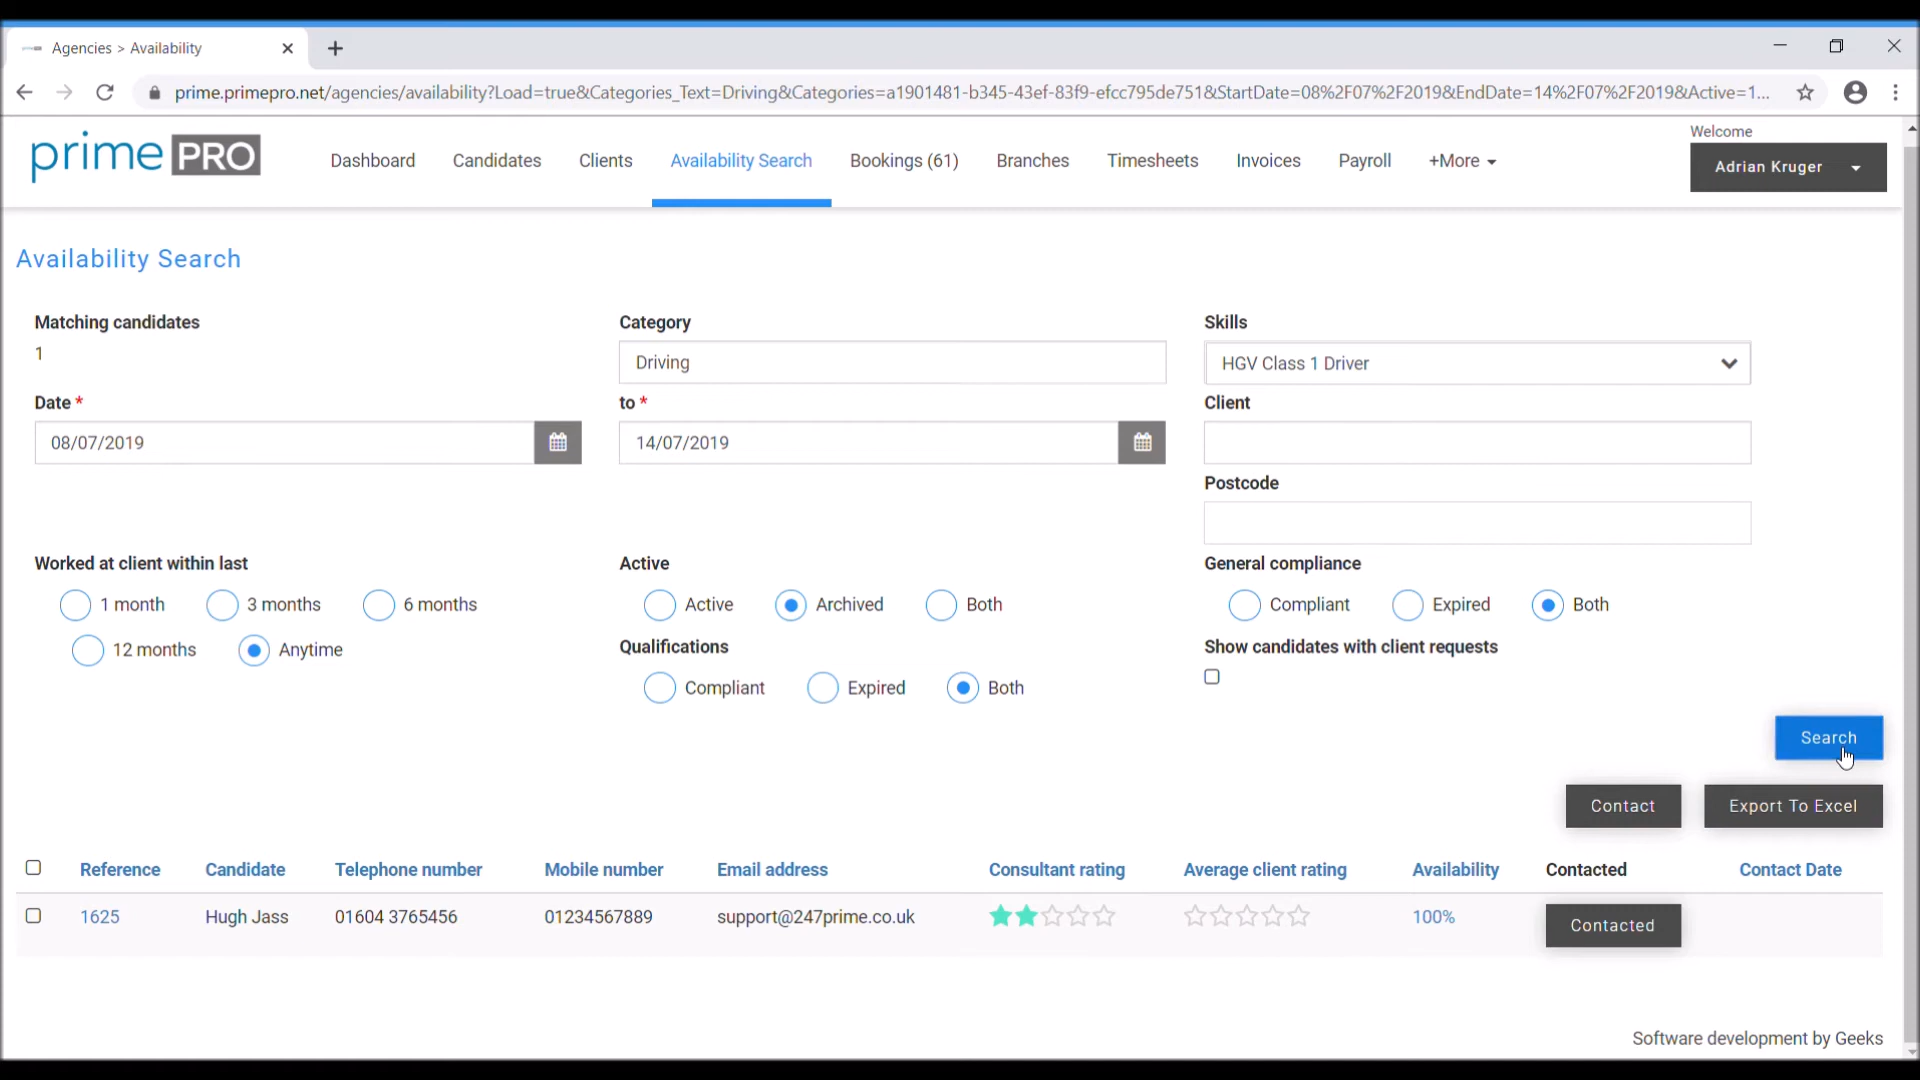 Agencies > Availability
prime.primepro.net/agencies/availability?Load=true&Categories_Text=Driving&Categories=a1901481-b345-43ef-83f9-efcc795de751&StartDate=08%2F07%2F2019&EndDate=14%2F07%2F2019&Active=1...
prime PRO
Dashboard Candidates Clients Availability Search Bookings (61) Branches Timesheets Invoices Payroll +More
Welcome
Adrian Kruger
Availability Search
Matching candidates Category Skills
1 Driving HGV Class 1 Driver
Date * to * Client
08/07/2019 14/07/2019
Postcode
Worked at client within last Active General compliance
1 month 3 months 6 months Active Archived Both Compliant Expired Both
12 months Anytime Qualifications Show candidates with client requests
Compliant Expired Both
Search
Contact Export To Excel
Reference Candidate Telephone number Mobile number Email address Consultant rating Average client rating Availability Contacted Contact Date
1625 Hugh Jass 01604 3765456 01234567889 support@247prime.co.uk 100% Contacted
Software development by Geeks